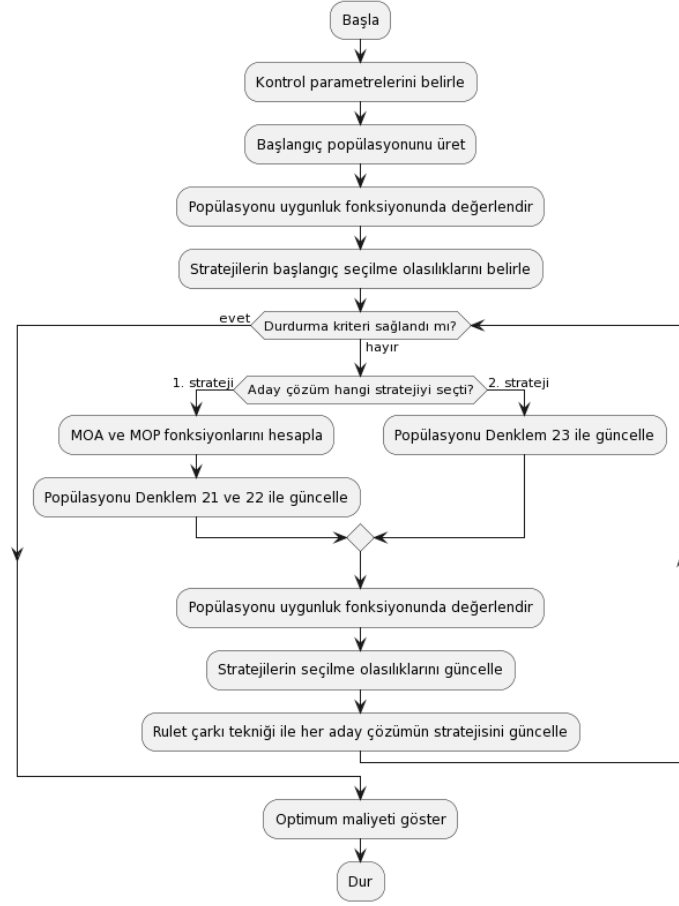 Başla
Kontrol parametrelerini belirle
Başlangıç popülasyonunu üret
Popülasyonu uygunluk fonksiyonunda değerlendir
Stratejilerin başlangıç seçilme olasılıklarını belirle
evet
Durdurma kriteri sağlandı mı?
hayır
1. strateji
Aday çözüm hangi stratejiyi seçti?
2. strateji
MOA ve MOP fonksiyonlarını hesapla
Popülasyonu Denklem 23 ile güncelle
Popülasyonu Denklem 21 ve 22 ile güncelle
Popülasyonu uygunluk fonksiyonunda değerlendir
Stratejilerin seçilme olasılıklarını güncelle
Rulet çarkı tekniği ile her aday çözümün stratejisini güncelle
Optimum maliyeti göster
Dur